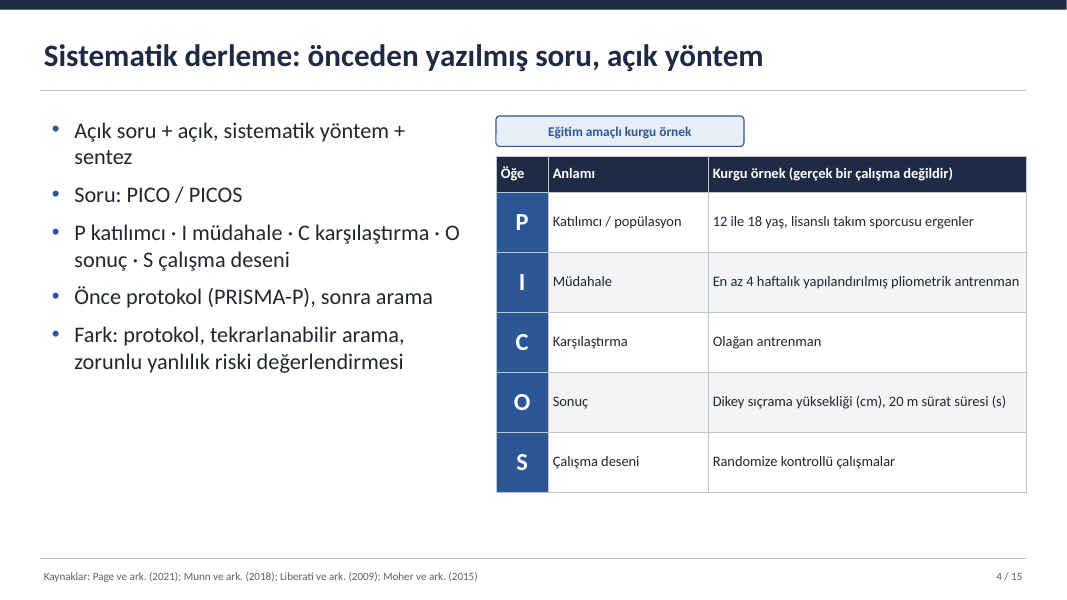 Sistematik derleme: önceden yazılmış soru, açık yöntem
• Açık soru + açık, sistematik yöntem +
sentez
• Soru: PICO / PICOS
• P katılımcı · I müdahale · C karşılaştırma · O
sonuç · S çalışma deseni
• Önce protokol (PRISMA-P), sonra arama
• Fark: protokol, tekrarlanabilir arama,
zorunlu yanlılık riski değerlendirmesi
Eğitim amaçlı kurgu örnek
Öğe Anlamı Kurgu örnek (gerçek bir çalışma değildir)
P Katılımcı / popülasyon 12 ile 18 yaş, lisanslı takım sporcusu ergenler
I Müdahale En az 4 haftalık yapılandırılmış pliometrik antrenman
C Karşılaştırma Olağan antrenman
O Sonuç Dikey sıçrama yüksekliği (cm), 20 m sürat süresi (s)
S Çalışma deseni Randomize kontrollü çalışmalar
Kaynaklar: Page ve ark. (2021); Munn ve ark. (2018); Liberati ve ark. (2009); Moher ve ark. (2015)
4 / 15